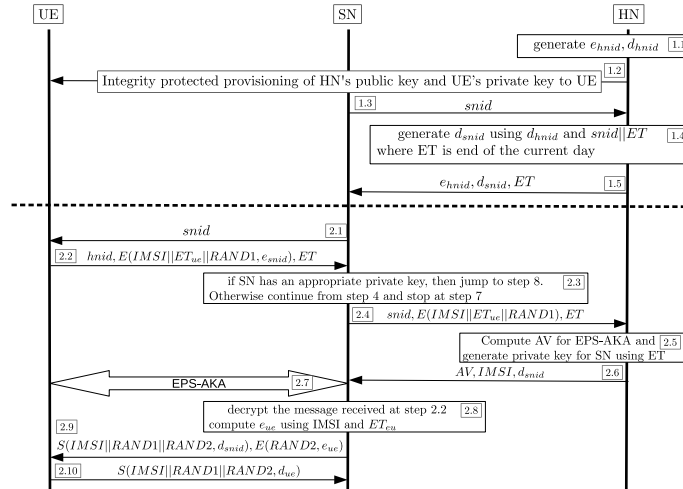 UE SN HN
generate e_hnid, d_hnid 1.1
Integrity protected provisioning of HN's public key and UE's private key to UE 1.2
1.3 snid
generate d_snid using d_hnid and snid||ET 1.4
where ET is end of the current day
e_hnid, d_snid, ET 1.5
snid 2.1
2.2 hnid, E(IMSI||ET_ue||RAND1, e_snid), ET
if SN has an appropriate private key, then jump to step 8. 2.3
Otherwise continue from step 4 and stop at step 7
2.4 snid, E(IMSI||ET_ue||RAND1), ET
Compute AV for EPS-AKA and 2.5
generate private key for SN using ET
AV, IMSI, d_snid 2.6
EPS-AKA 2.7
decrypt the message received at step 2.2 2.8
compute e_ue using IMSI and ET_eu
2.9
S(IMSI||RAND1||RAND2, d_snid), E(RAND2, e_ue)
2.10 S(IMSI||RAND1||RAND2, d_ue)